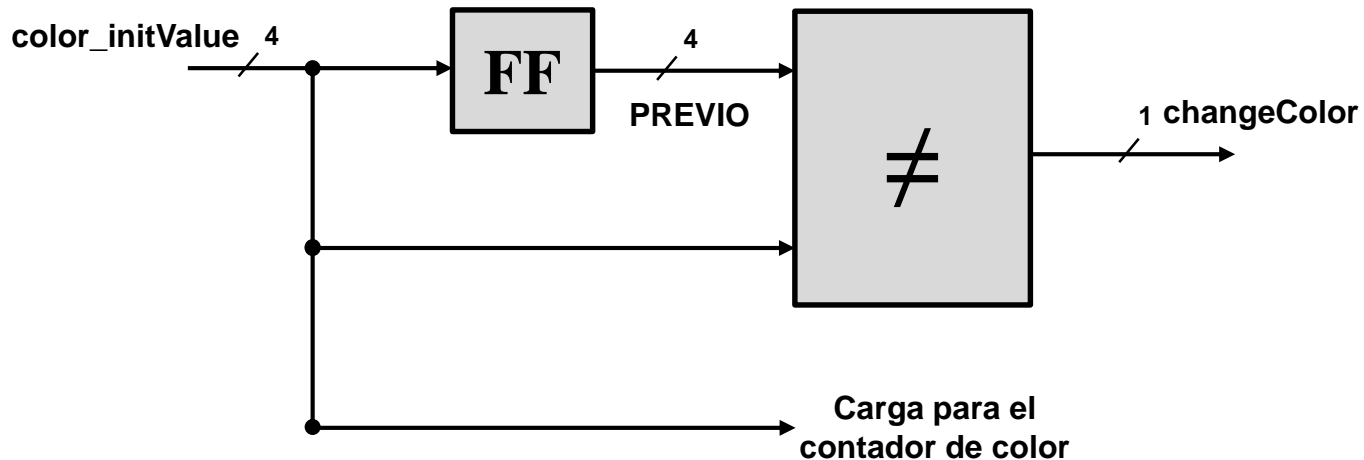 color_initValue
4
FF
4
PREVIO
≠
1
changeColor
Carga para el
contador de color